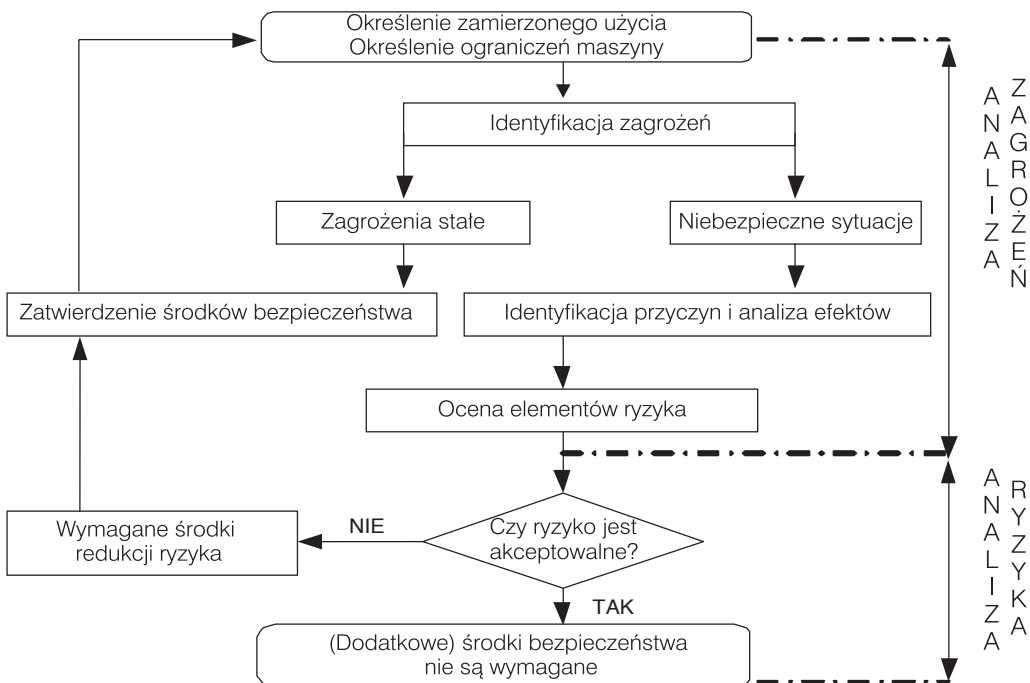 Określenie zamierzonego użycia
Określenie ograniczeń maszyny
Identyfikacja zagrożeń
Zagrożenia stałe
Niebezpieczne sytuacje
Zatwierdzenie środków bezpieczeństwa
Identyfikacja przyczyn i analiza efektów
Ocena elementów ryzyka
Wymagane środki
redukcji ryzyka
NIE
Czy ryzyko jest
akceptowalne?
TAK
(Dodatkowe) środki bezpieczeństwa
nie są wymagane
ANALIZA
ZAGROŻEŃ
ANALIZA
RYZYKA